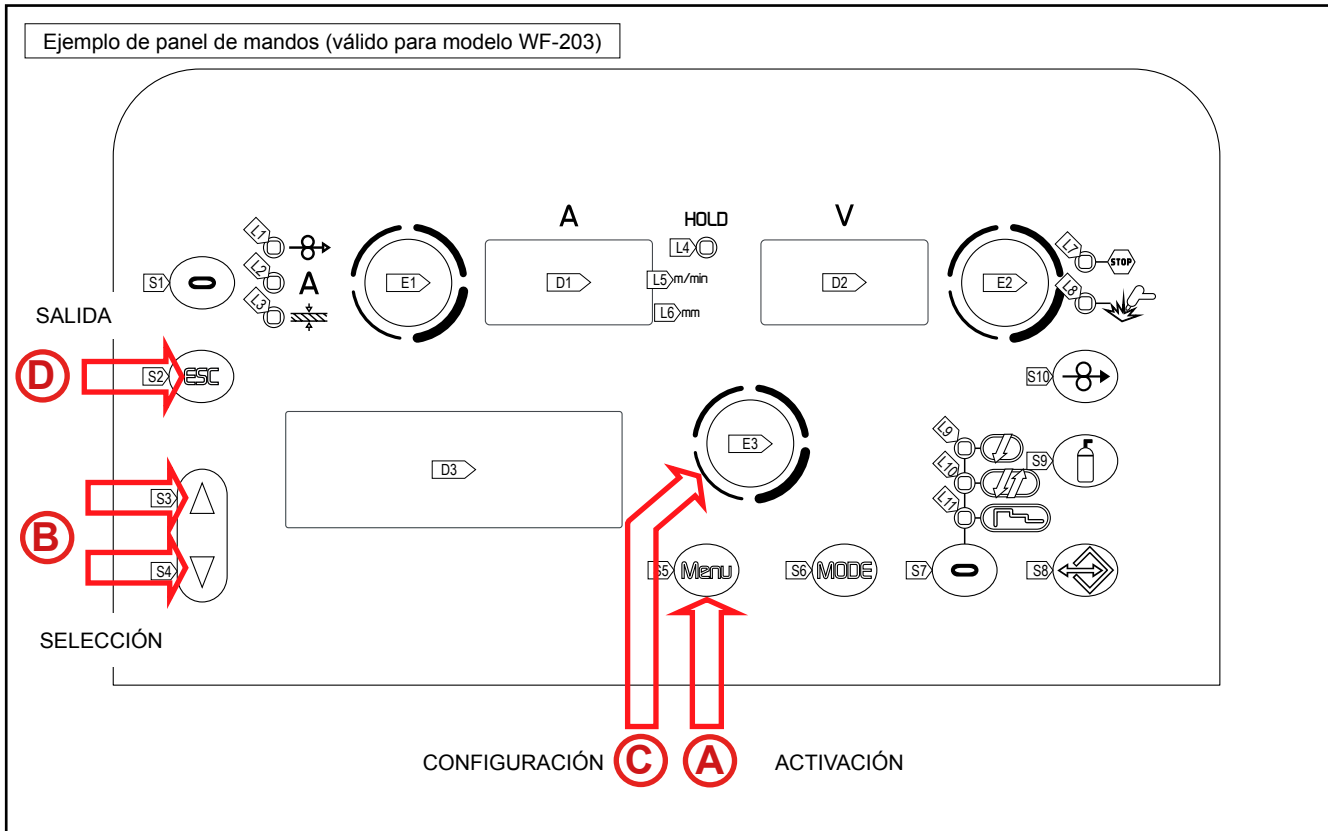 Ejemplo de panel de mandos (válido para modelo WF-203)
A
HOLD
V
L1
L2
A
L3
S1
E1
D1
L4
L5 m/min
L6 mm
D2
E2
L7
STOP
L8
SALIDA
D
S2
ESC
S10
E3
D3
L9
L10
L11
S9
B
S3
S4
S5
Menu
S6
MODE
S7
S8
SELECCIÓN
CONFIGURACIÓN
C
A
ACTIVACIÓN